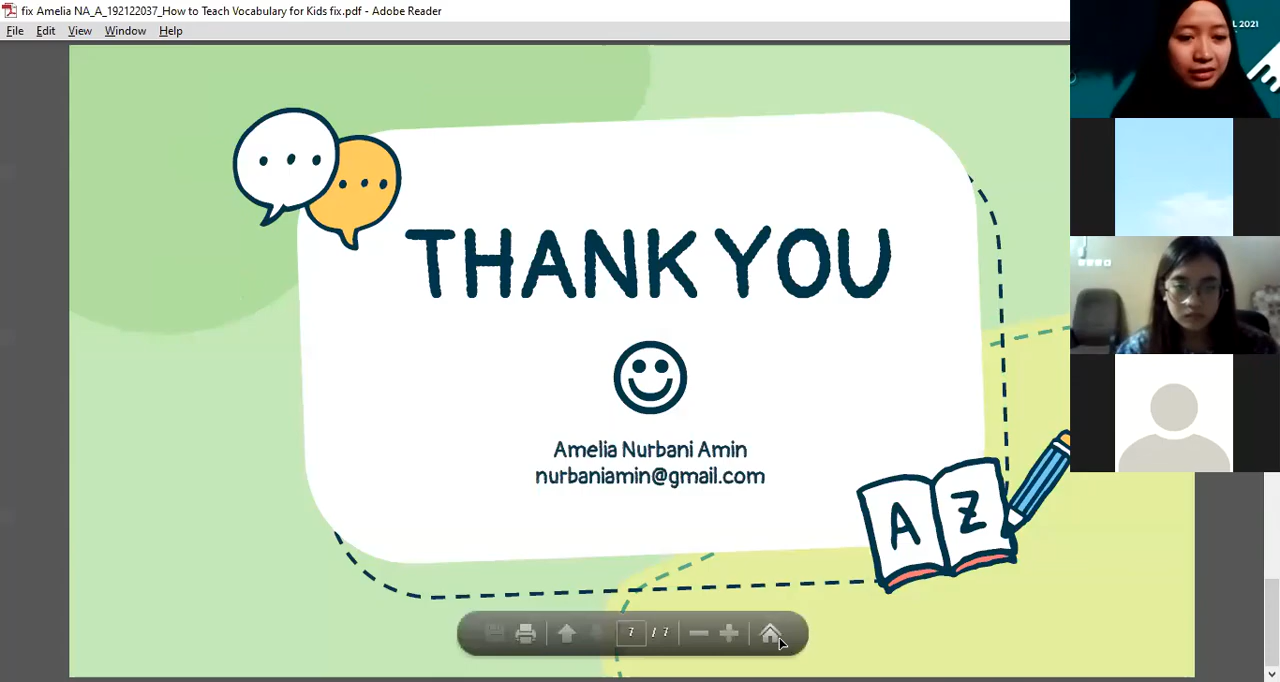 fix Amelia NA_A_192122037_How to Teach Vocabulary for Kids fix.pdf - Adobe Reader
File Edit View Window Help
L 2021
THANK YOU
Amelia Nurbani Amin
nurbaniamin@gmail.com
A Z
7 / 7